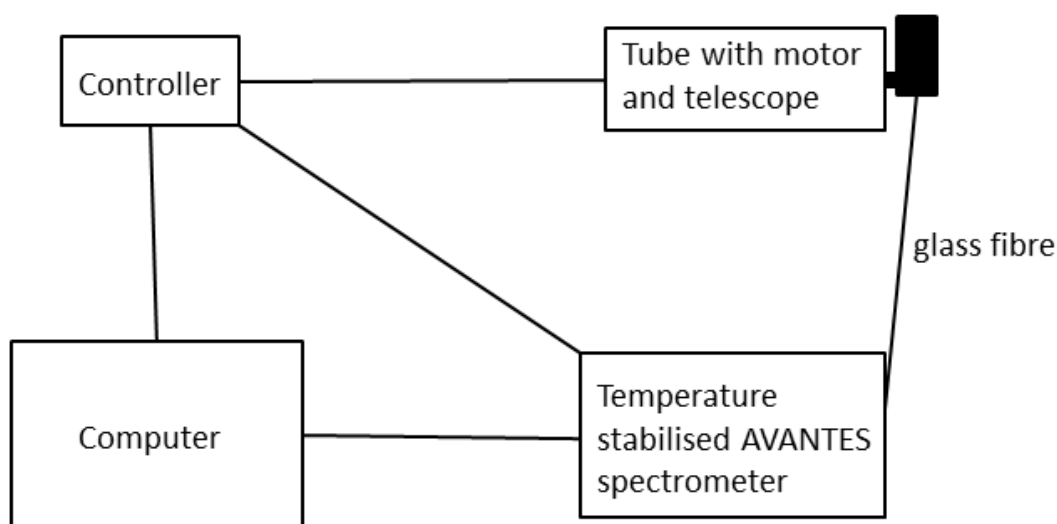 Controller
Tube with motor
and telescope
glass fibre
Computer
Temperature
stabilised AVANTES
spectrometer